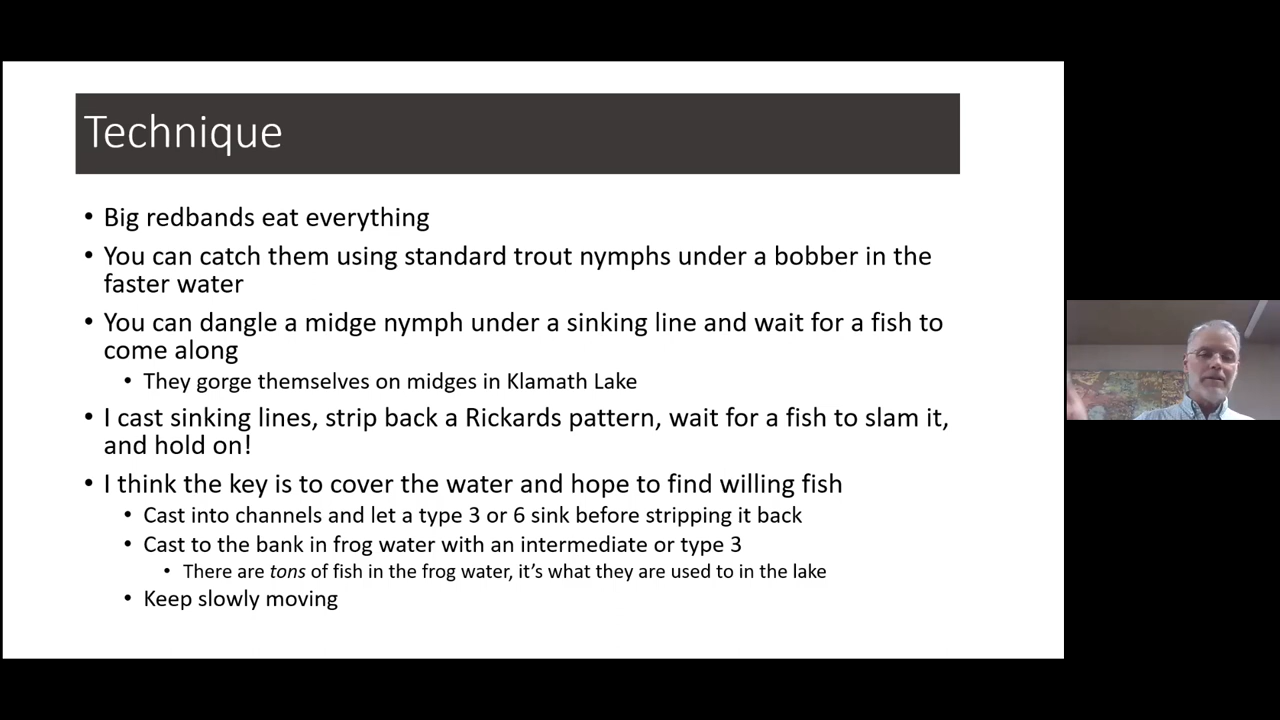 Technique
• Big redbands eat everything
• You can catch them using standard trout nymphs under a bobber in the
faster water
• You can dangle a midge nymph under a sinking line and wait for a fish to
come along
• They gorge themselves on midges in Klamath Lake
• I cast sinking lines, strip back a Rickards pattern, wait for a fish to slam it,
and hold on!
• I think the key is to cover the water and hope to find willing fish
• Cast into channels and let a type 3 or 6 sink before stripping it back
• Cast to the bank in frog water with an intermediate or type 3
• There are tons of fish in the frog water, it’s what they are used to in the lake
• Keep slowly moving